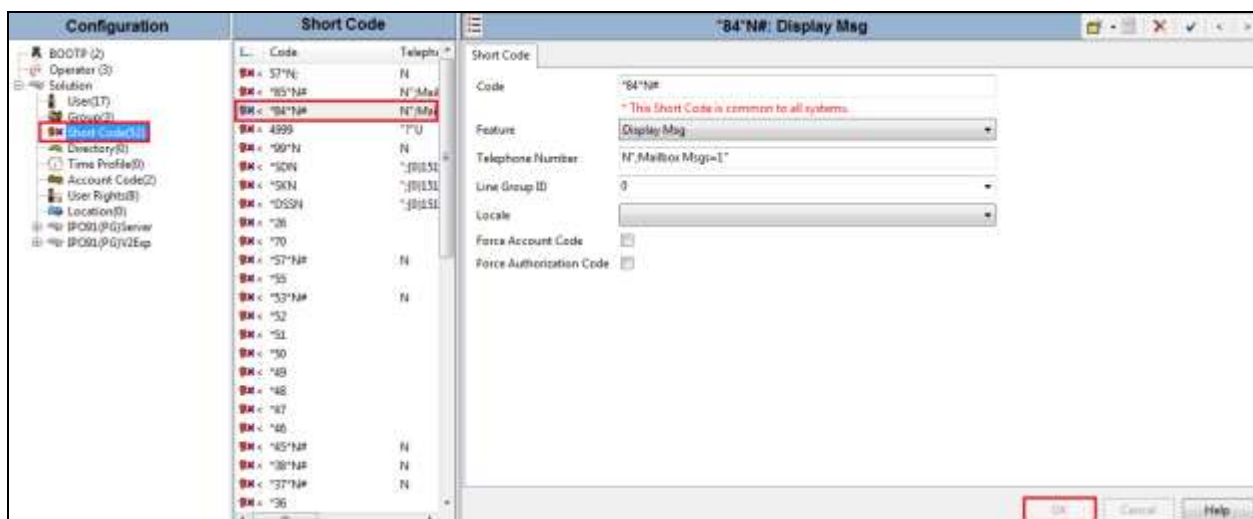 Configuration
BOOTP (2)
Operator (3)
Solution
User(17)
Group(3)
Short Code(52)
Directory(0)
Time Profile(0)
Account Code(2)
User Rights(8)
Location(0)
IPO91(PG)Server
IPO91(PG)V2Exp
Short Code
L... Code Telepho
57*N; N
*85*N# N";Mail
*84*N# N";Mail
4999 "?"U
*99*N N
*SDN
*SKN
*DSSN
*26
*70
*57*N# N
*55
*53*N# N
*52
*51
*50
*49
*48
*47
*46
*45*N# N
*38*N# N
*37*N# N
*36
*84*N#: Display Msg
Short Code
Code *84*N#
* This Short Code is common to all systems.
Feature Display Msg
Telephone Number N";Mailbox Msgs=1"
Line Group ID 0
Locale
Force Account Code
Force Authorization Code
OK Cancel Help